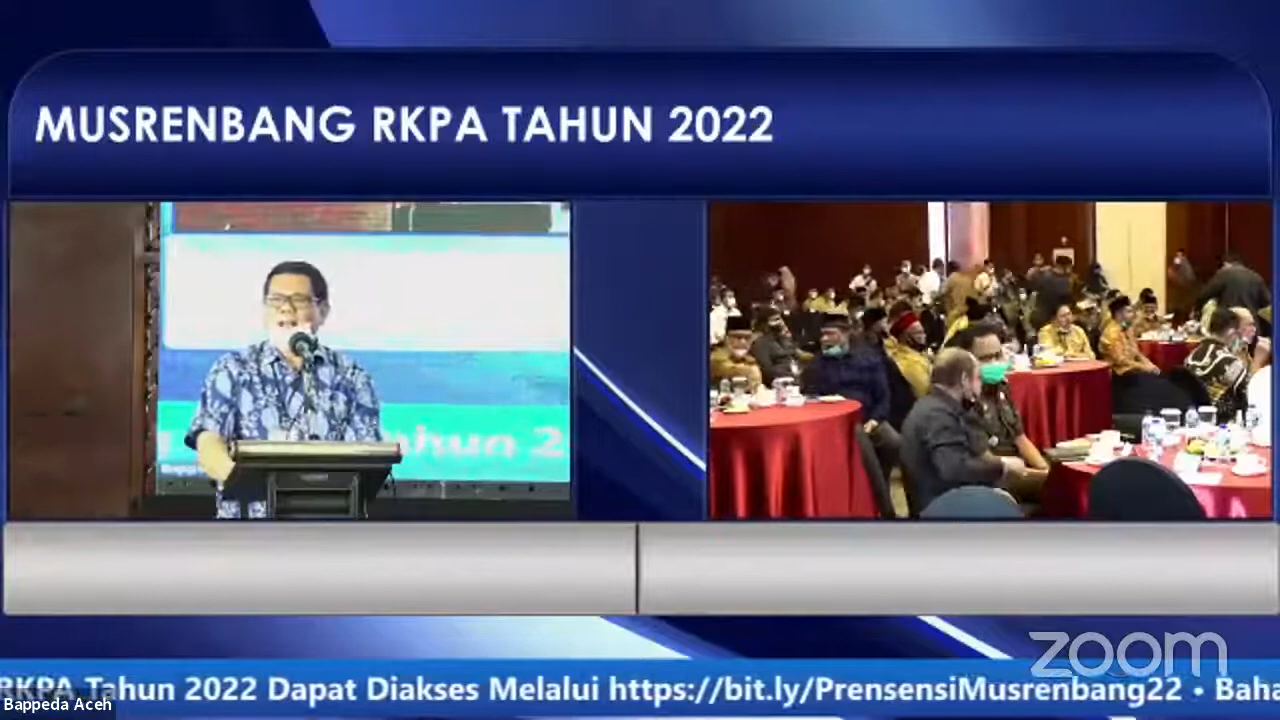 MUSRENBANG RKPA TAHUN 2022
ahun 2
zoom
RKPA Tahun 2022 Dapat Diakses Melalui https://bit.ly/PrensensiMusrenbang22 • Baha
Bappeda Aceh